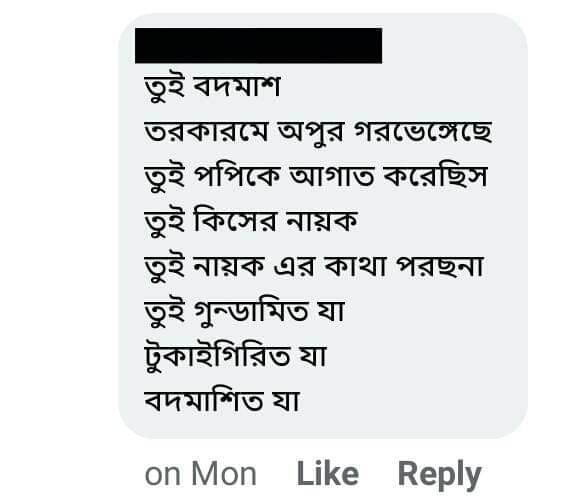 তুই বদমাশ
তরকারমে অপুর গরভেঙ্গেছে
তুই পপিকে আগাত করেছিস
তুই কিসের নায়ক
তুই নায়ক এর কাথা পরছনা
তুই গুন্ডামিত যা
টুকাইগিরিত যা
বদমাশিত যা
on Mon Like Reply